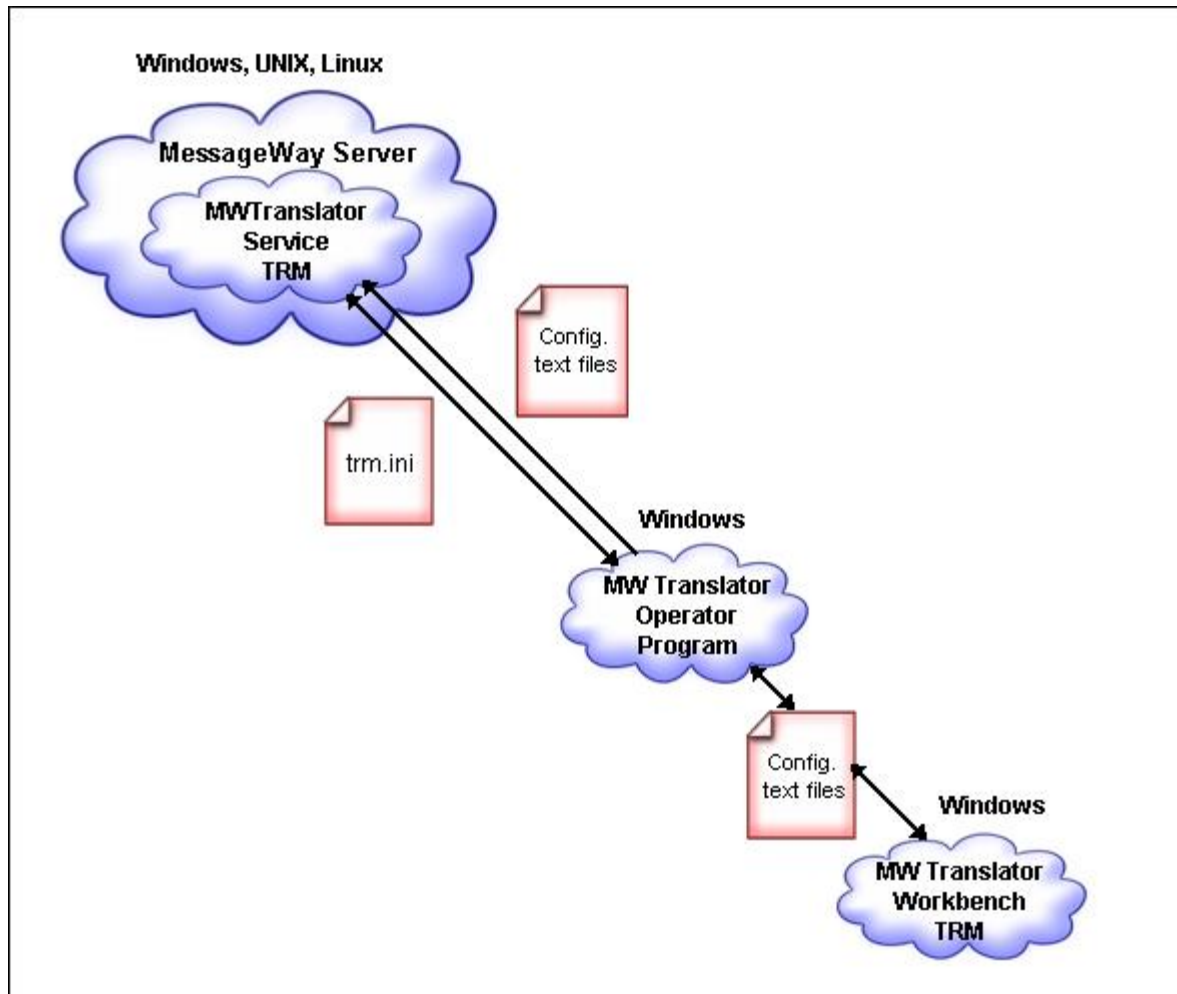 Windows, UNIX, Linux
MessageWay Server
MWTranslator
Service
TRM
Config.
text files
trm.ini
Windows
MW Translator
Operator
Program
Config.
text files
Windows
MW Translator
Workbench
TRM